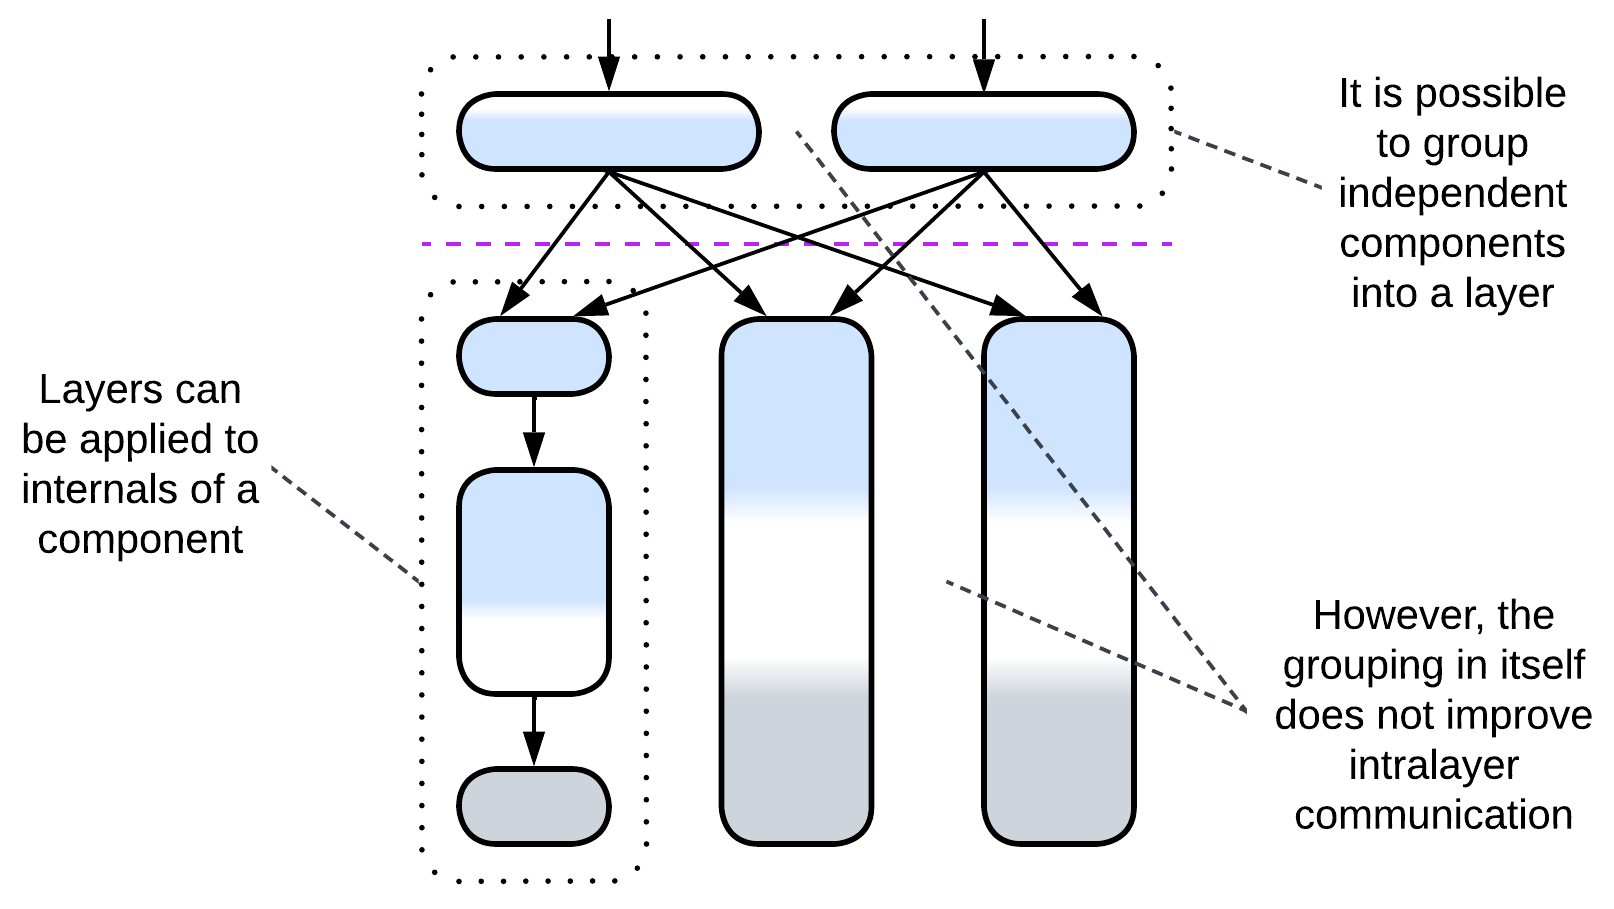 It is possible
to group
independent
components
into a layer
Layers can
be applied to
internals of a
component
However, the
grouping in itself
does not improve
intralayer
communication